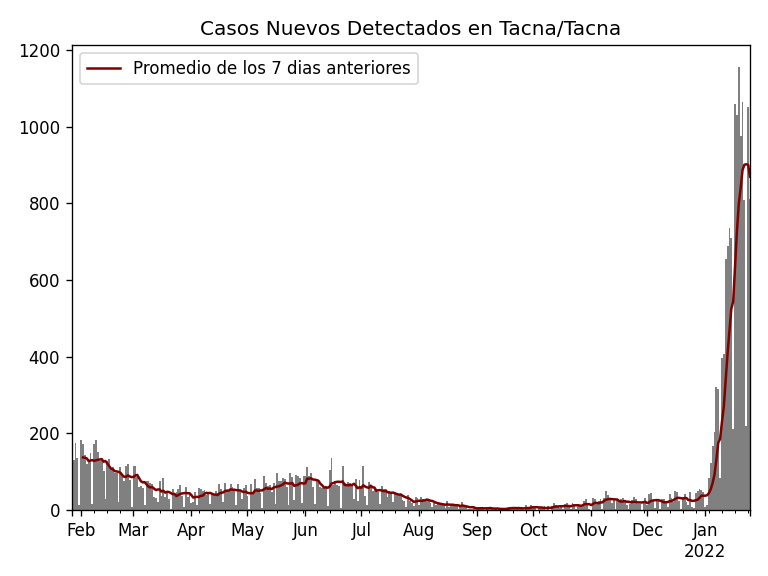 Casos Nuevos Detectados en Tacna/Tacna
Promedio de los 7 dias anteriores
1200
1000
800
600
400
200
0
Feb Mar Apr May Jun Jul Aug Sep Oct Nov Dec Jan
2022